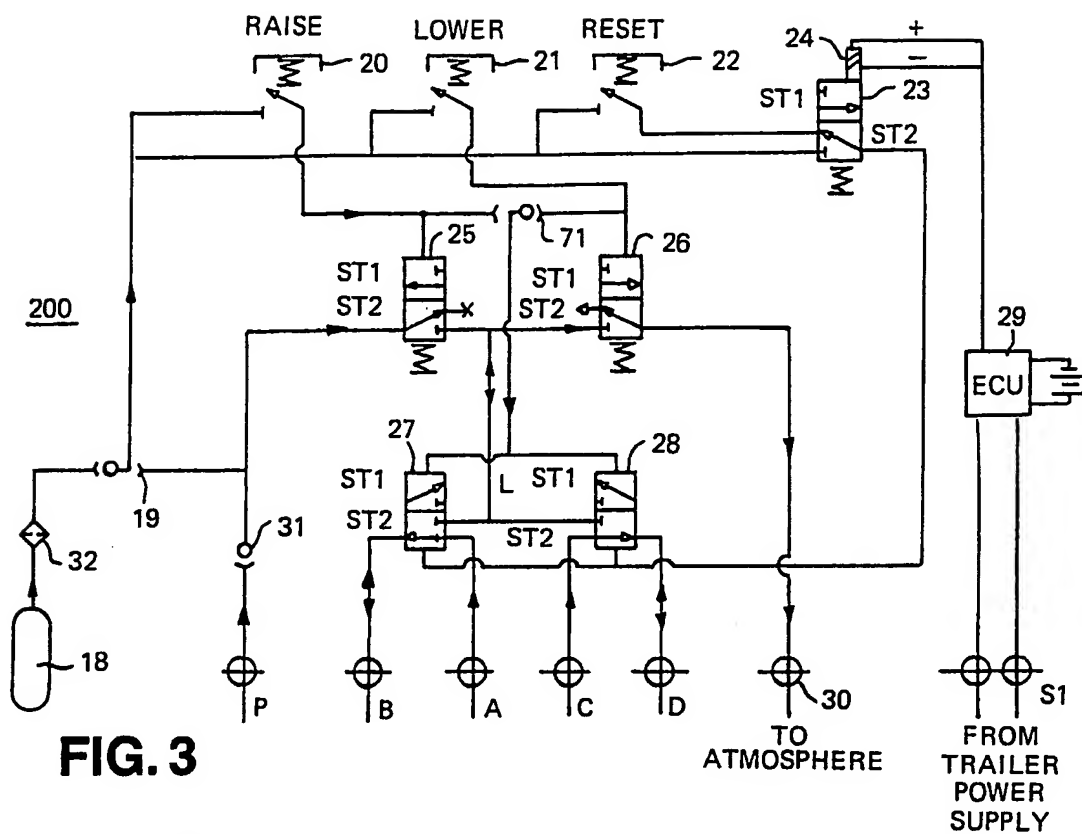 RAISE
LOWER
RESET
20
21
22
24
+
−
23
ST1
ST2
71
25
26
ST1
ST1
ST2
ST2
200
29
ECU
27
28
ST1
L
ST1
ST2
ST2
19
31
32
18
P
B
A
C
D
30
S1
TO
ATMOSPHERE
FROM
TRAILER
POWER
SUPPLY
FIG. 3